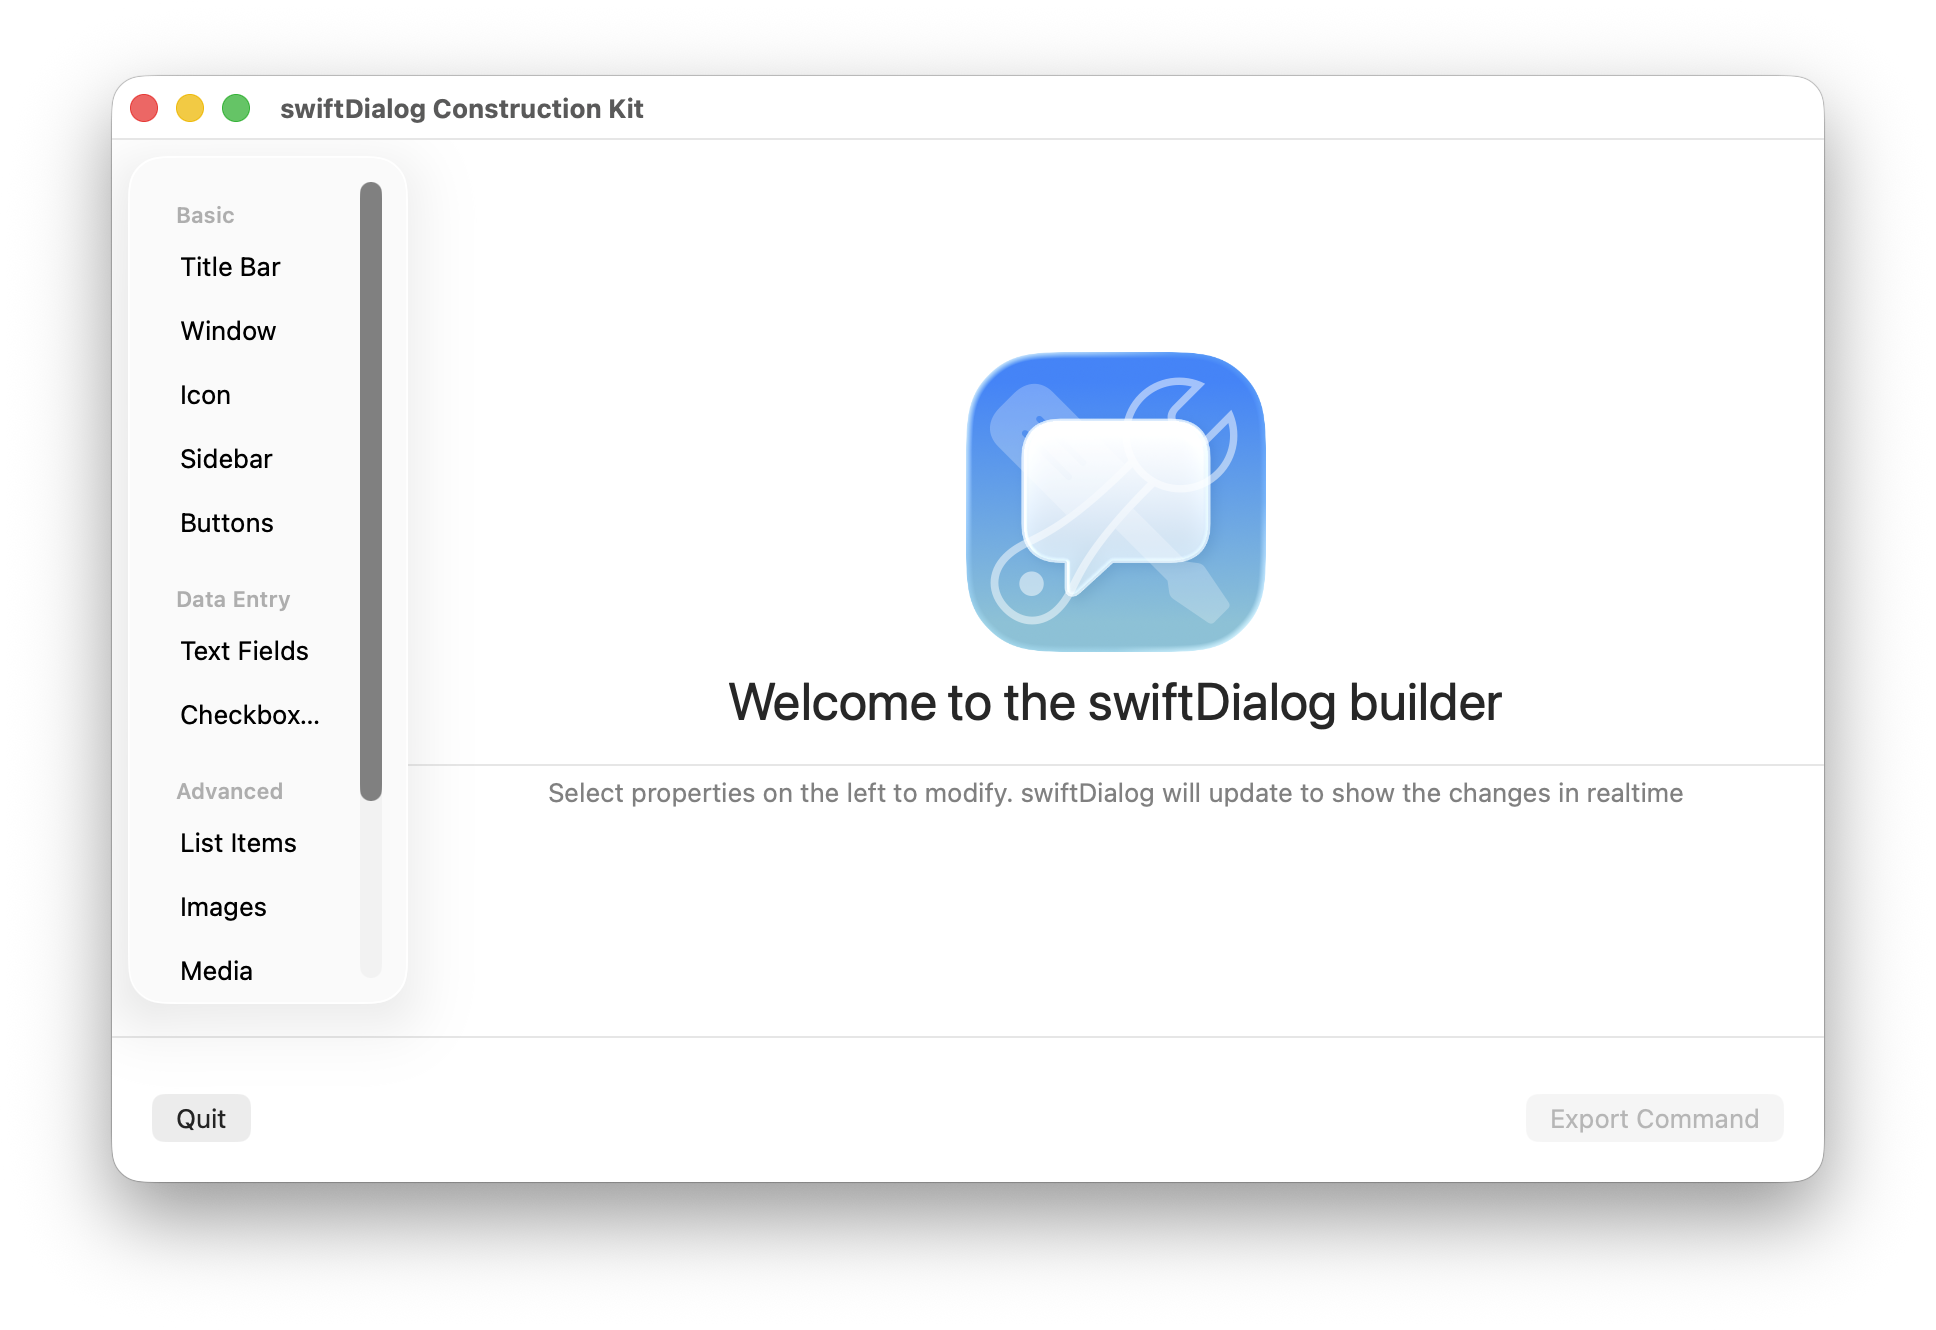 swiftDialog Construction Kit
Basic
Title Bar
Window
Icon
Sidebar
Buttons
Data Entry
Text Fields
Checkbox...
Advanced
List Items
Images
Media
Welcome to the swiftDialog builder
Select properties on the left to modify. swiftDialog will update to show the changes in realtime
Quit
Export Command